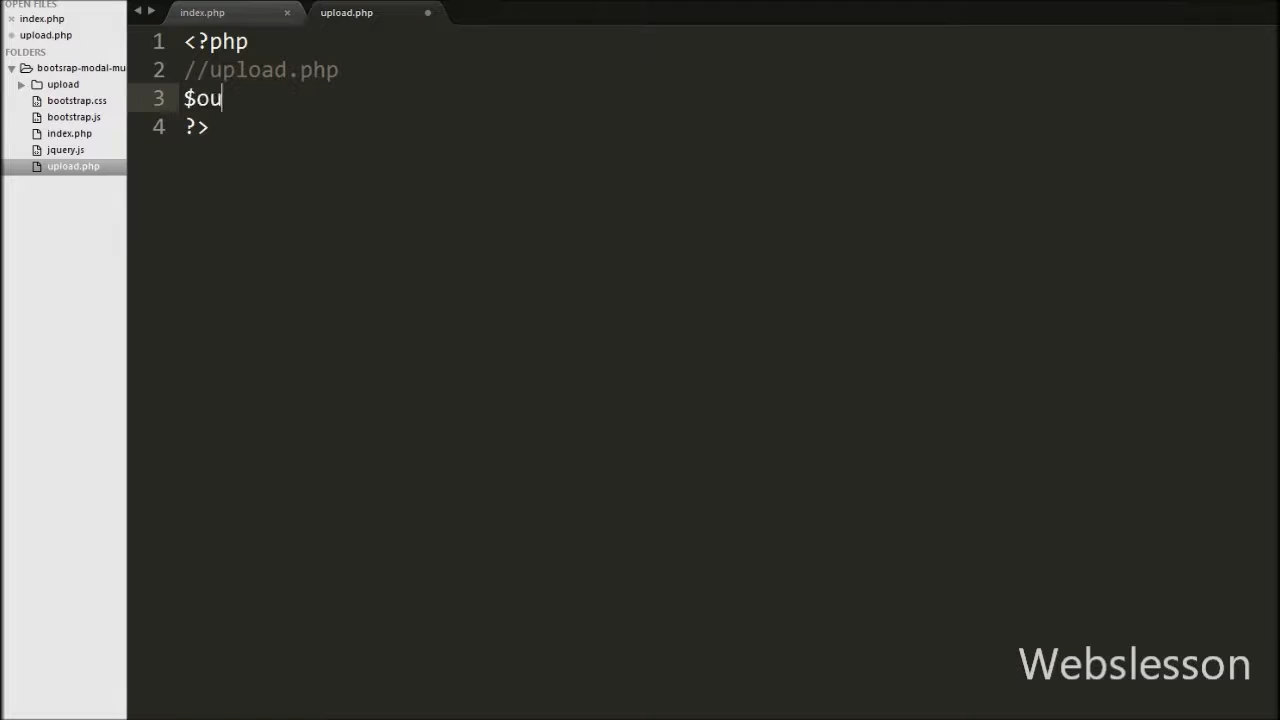 OPEN FILES
index.php
upload.php
FOLDERS
bootsrap-modal-mu
upload
bootstrap.css
bootstrap.js
index.php
jquery.js
upload.php
index.php
upload.php
1 <?php
2 //upload.php
3 $ou
4 ?>
Webslesson